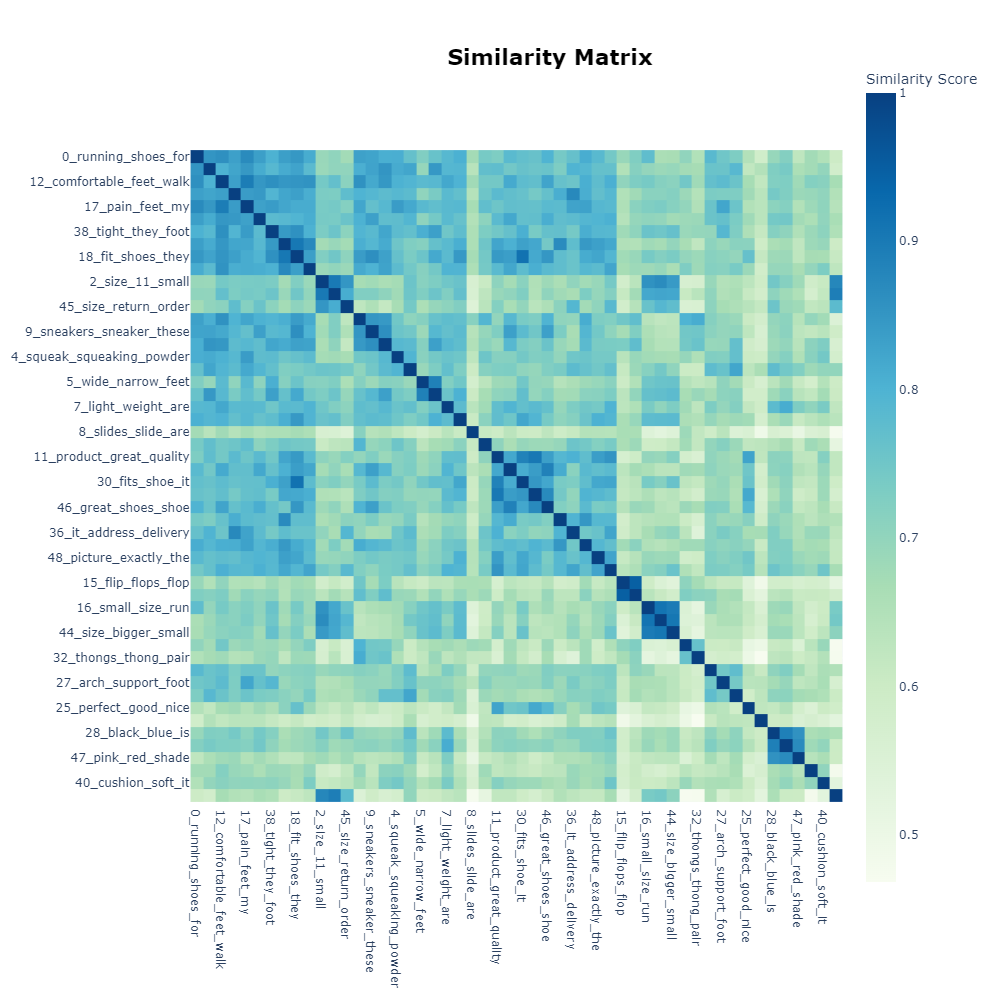 Similarity Matrix
Similarity Score
1
0.9
0.8
0.7
0.6
0.5
0_running_shoes_for
12_comfortable_feet_walk
17_pain_feet_my
38_tight_they_foot
18_fit_shoes_they
2_size_11_small
45_size_return_order
9_sneakers_sneaker_these
4_squeak_squeaking_powder
5_wide_narrow_feet
7_light_weight_are
8_slides_slide_are
11_product_great_quality
30_fits_shoe_it
46_great_shoes_shoe
36_it_address_delivery
48_picture_exactly_the
15_flip_flops_flop
16_small_size_run
44_size_bigger_small
32_thongs_thong_pair
27_arch_support_foot
25_perfect_good_nice
28_black_blue_is
47_pink_red_shade
40_cushion_soft_it
0_running_shoes_for
12_comfortable_feet_walk
17_pain_feet_my
38_tight_they_foot
18_fit_shoes_they
2_size_11_small
45_size_return_order
9_sneakers_sneaker_these
4_squeak_squeaking_powder
5_wide_narrow_feet
7_light_weight_are
8_slides_slide_are
11_product_great_quality
30_fits_shoe_it
46_great_shoes_shoe
36_it_address_delivery
48_picture_exactly_the
15_flip_flops_flop
16_small_size_run
44_size_bigger_small
32_thongs_thong_pair
27_arch_support_foot
25_perfect_good_nice
28_black_blue_is
47_pink_red_shade
40_cushion_soft_it